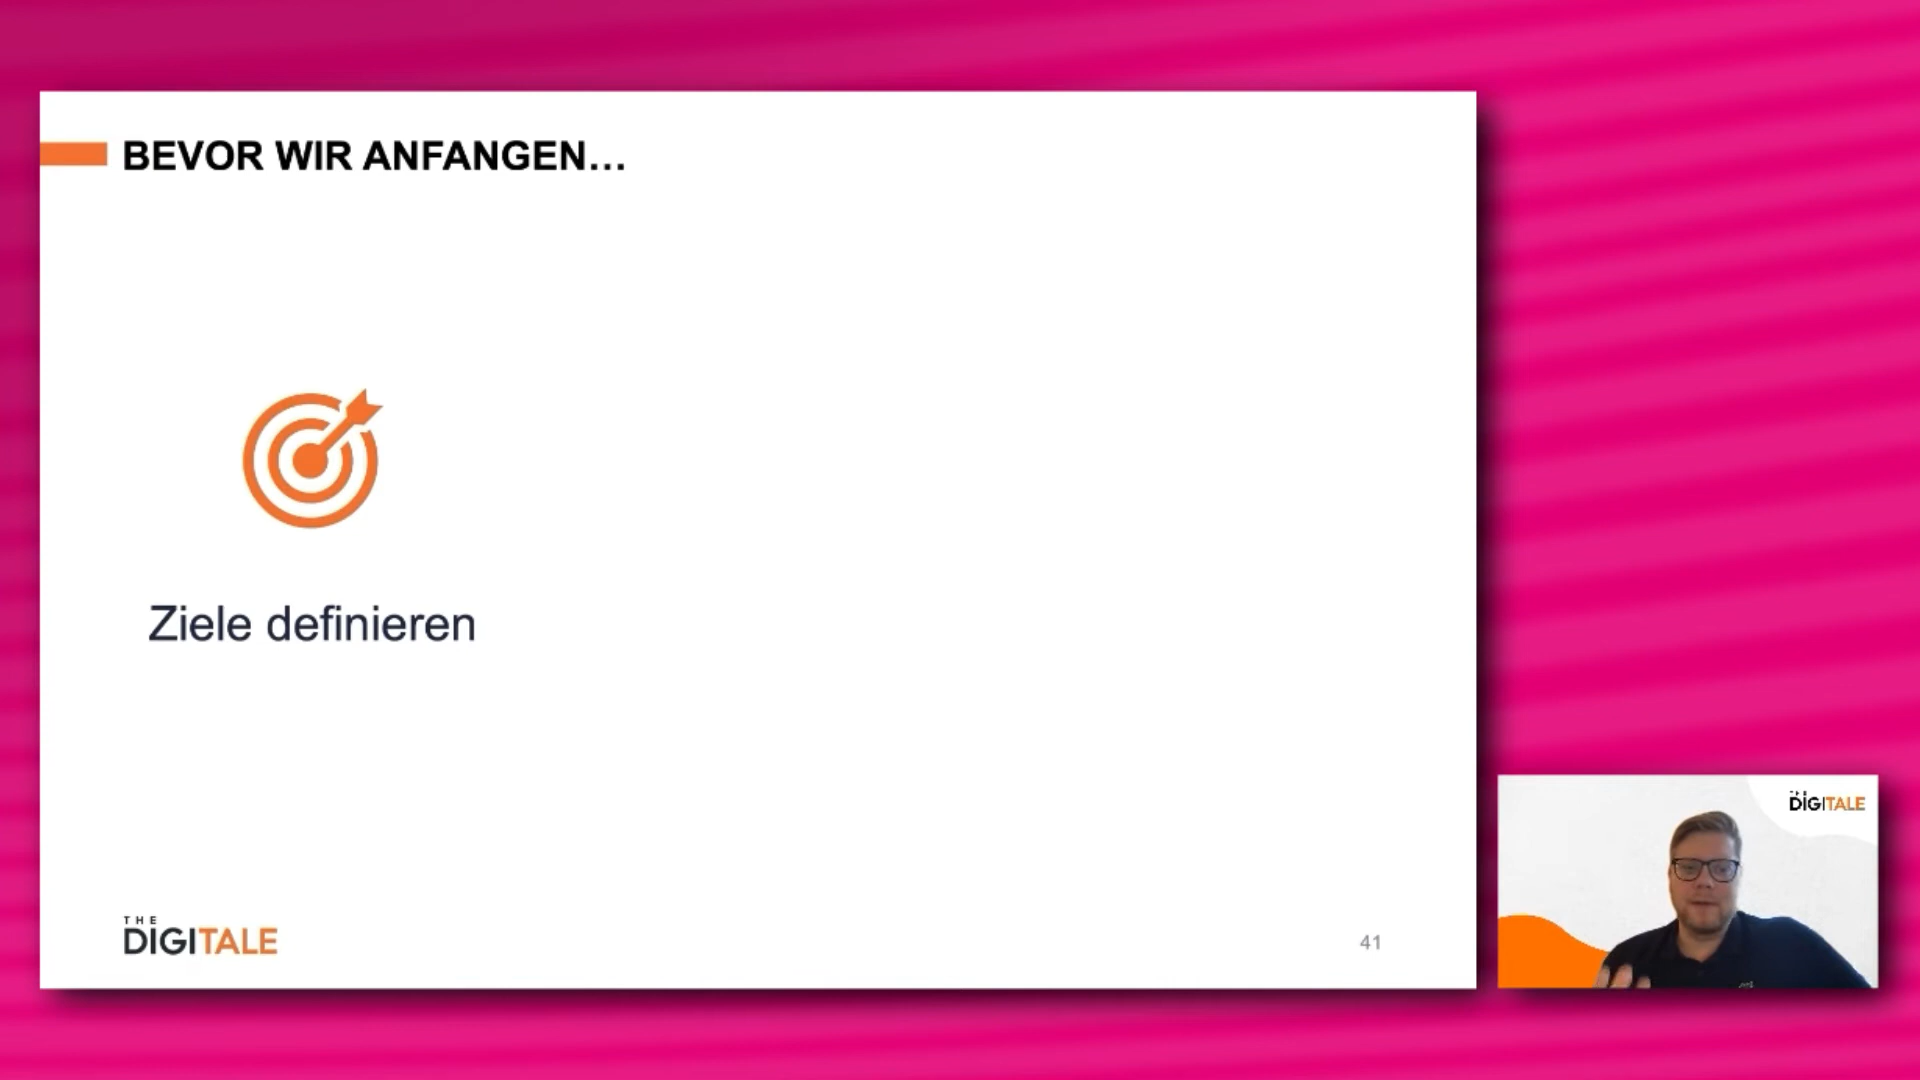 BEVOR WIR ANFANGEN...
Ziele definieren
THE
DIGITALE
41
DIGITALE